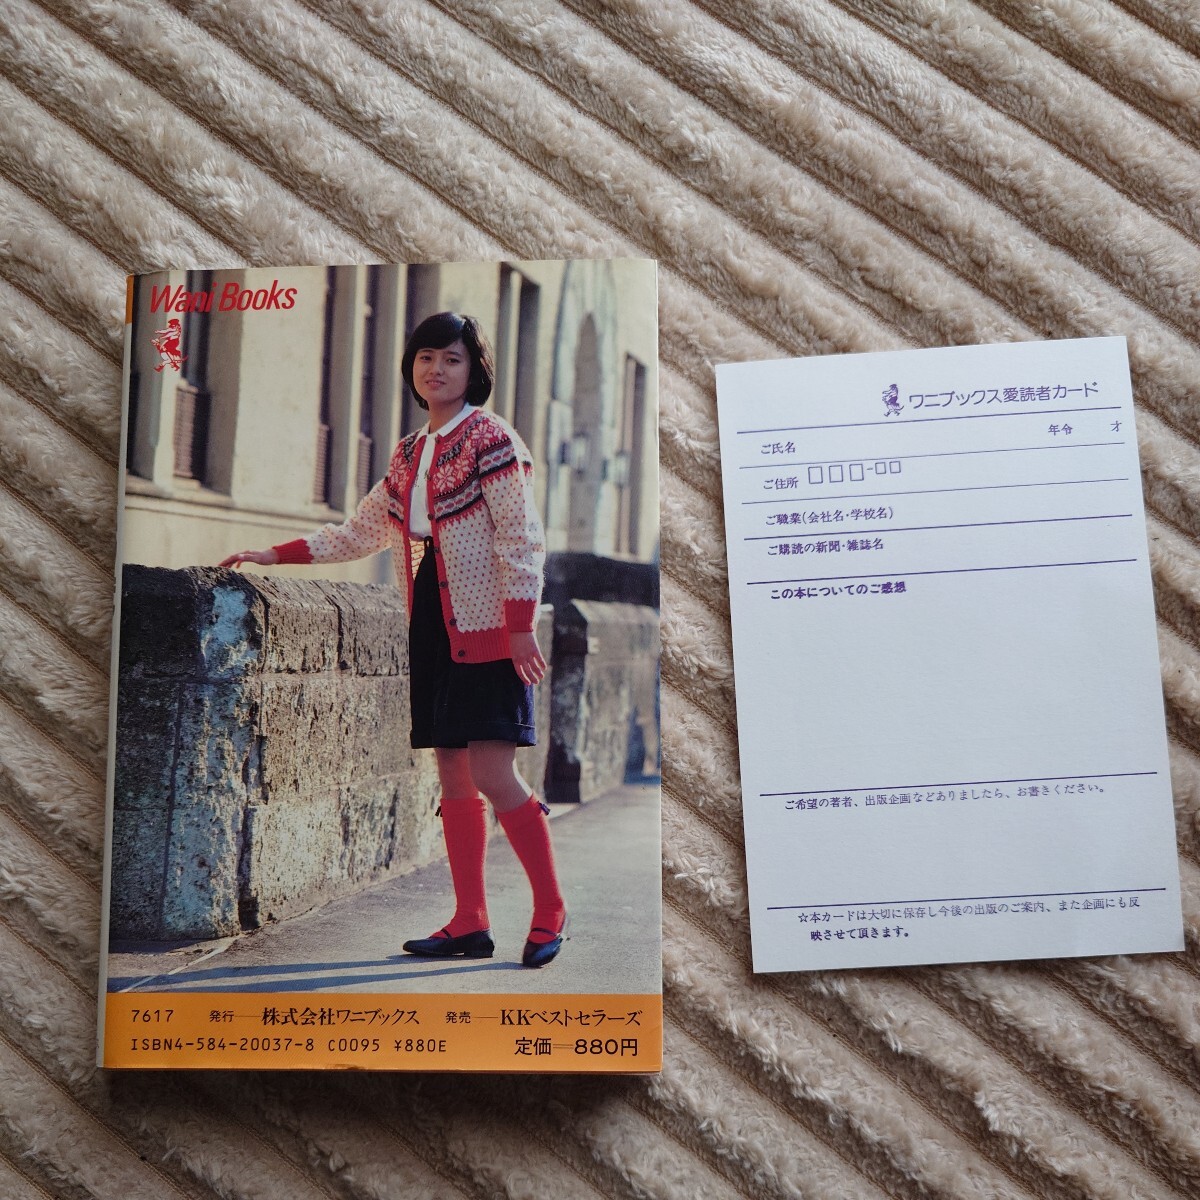 Wani Books
7617 発行──株式会社ワニブックス 発売──KKベストセラーズ
ISBN4-584-20037-8 C0095 ¥880E 定価＝880円
ワニブックス愛読者カード
ご氏名 年令 才
ご住所 □□□-□□
ご職業(会社名・学校名)
ご購読の新聞・雑誌名
この本についてのご感想
ご希望の著者、出版企画などありましたら、お書きください。
☆本カードは大切に保存し今後の出版のご案内、また企画にも反
映させて頂きます。